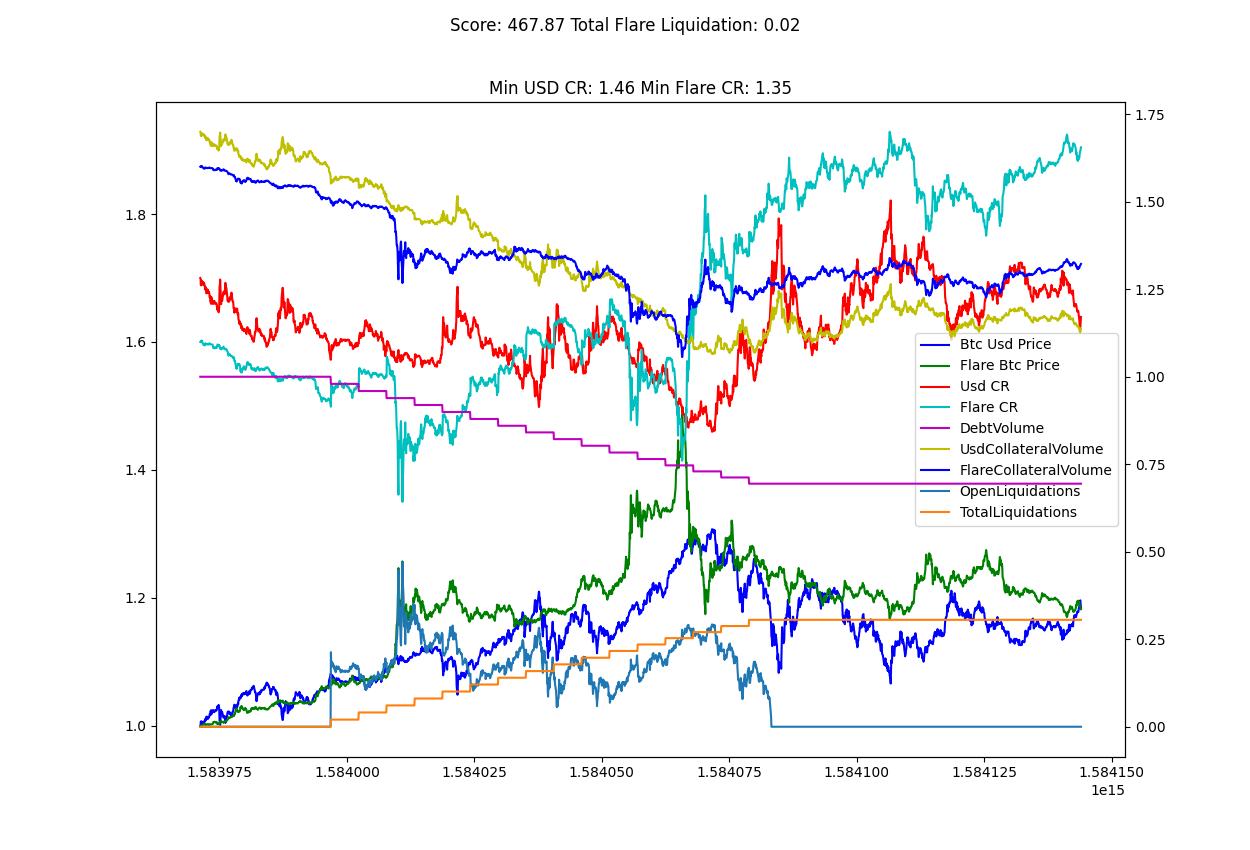 Score: 467.87 Total Flare Liquidation: 0.02
Min USD CR: 1.46 Min Flare CR: 1.35
1.8
1.6
1.4
1.2
1.0
1.75
1.50
1.25
1.00
0.75
0.50
0.25
0.00
Btc Usd Price
Flare Btc Price
Usd CR
Flare CR
DebtVolume
UsdCollateralVolume
FlareCollateralVolume
OpenLiquidations
TotalLiquidations
1.583975 1.584000 1.584025 1.584050 1.584075 1.584100 1.584125 1.584150
1e15